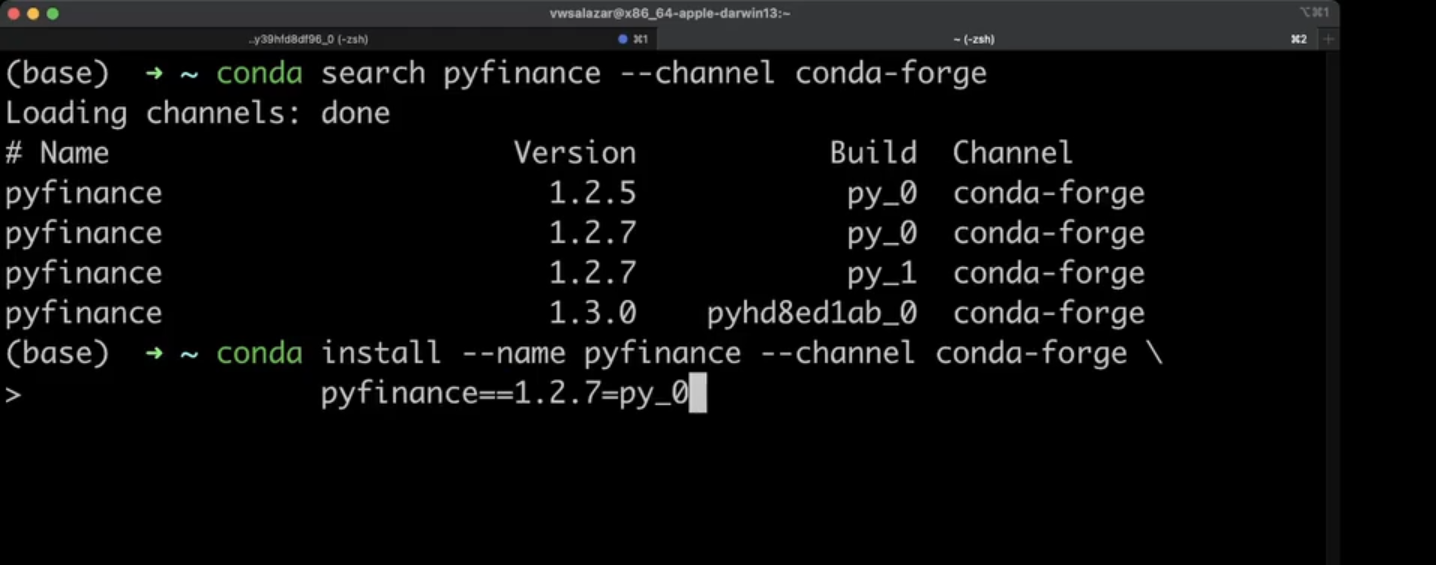 vwsalazar@x86_64-apple-darwin13:~
⌥⌘1
..y39hfd8df96_0 (-zsh)
⌘1
~ (-zsh)
⌘2
+
(base) ➜ ~ conda search pyfinance --channel conda-forge
Loading channels: done
# Name Version Build Channel
pyfinance 1.2.5 py_0 conda-forge
pyfinance 1.2.7 py_0 conda-forge
pyfinance 1.2.7 py_1 conda-forge
pyfinance 1.3.0 pyhd8ed1ab_0 conda-forge
(base) ➜ ~ conda install --name pyfinance --channel conda-forge \
> pyfinance==1.2.7=py_0